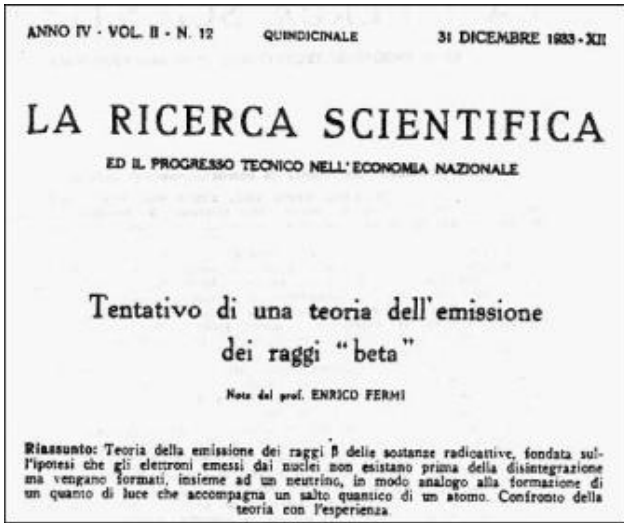 ANNO IV - VOL. II - N. 12 QUINDICINALE 31 DICEMBRE 1933-XII
LA RICERCA SCIENTIFICA
ED IL PROGRESSO TECNICO NELL'ECONOMIA NAZIONALE
Tentativo di una teoria dell'emissione
dei raggi "beta"
Note del prof. ENRICO FERMI
Riassunto: Teoria della emissione dei raggi β delle sostanze radioattive, fondata sul-
l'ipotesi che gli elettroni emessi dai nuclei non esistano prima della disintegrazione
ma vengano formati, insieme ad un neutrino, in modo analogo alla formazione di
un quanto di luce che accompagna un salto quantico di un atomo. Confronto della
teoria con l'esperienza.